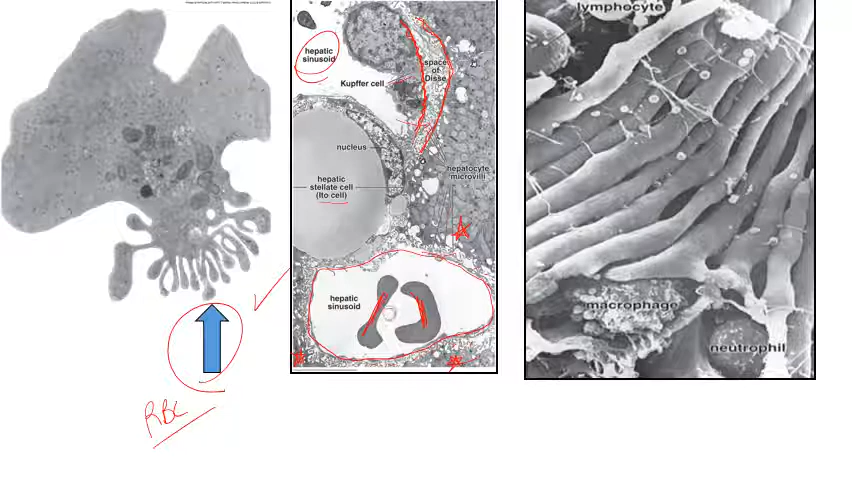 hepatic
sinusoid
Kupffer cell
space
of
Disse
nucleus
hepatocyte
microvilli
hepatic
stellate cell
(Ito cell)
hepatic
sinusoid
RBC
lymphocyte
macrophage
neutrophil